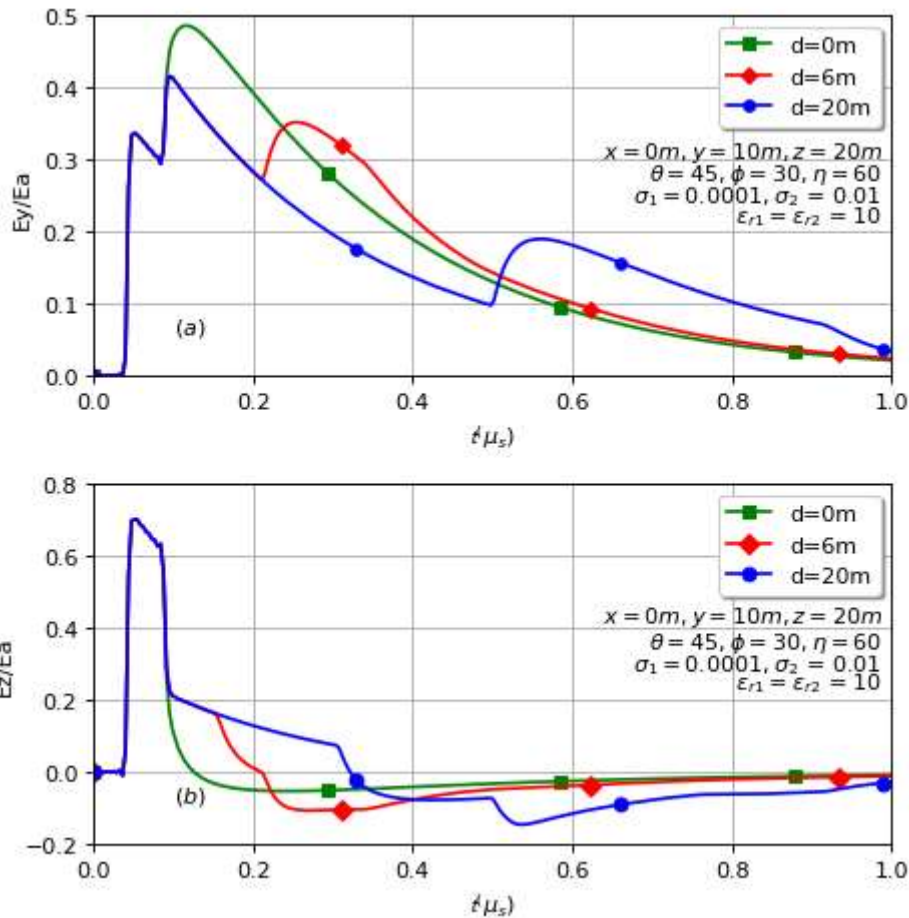 0.5
0.4
0.3
0.2
0.1
0.0
Ey/Ea
d=0m
d=6m
d=20m
x = 0m, y = 10m, z = 20m
θ = 45, ϕ = 30, η = 60
σ₁ = 0.0001, σ₂ = 0.01
εr1 = εr2 = 10
(a)
0.0 0.2 0.4 0.6 0.8 1.0
t(μs)
0.8
0.6
0.4
0.2
0.0
−0.2
Ez/Ea
d=0m
d=6m
d=20m
x = 0m, y = 10m, z = 20m
θ = 45, ϕ = 30, η = 60
σ₁ = 0.0001, σ₂ = 0.01
εr1 = εr2 = 10
(b)
0.0 0.2 0.4 0.6 0.8 1.0
t(μs)